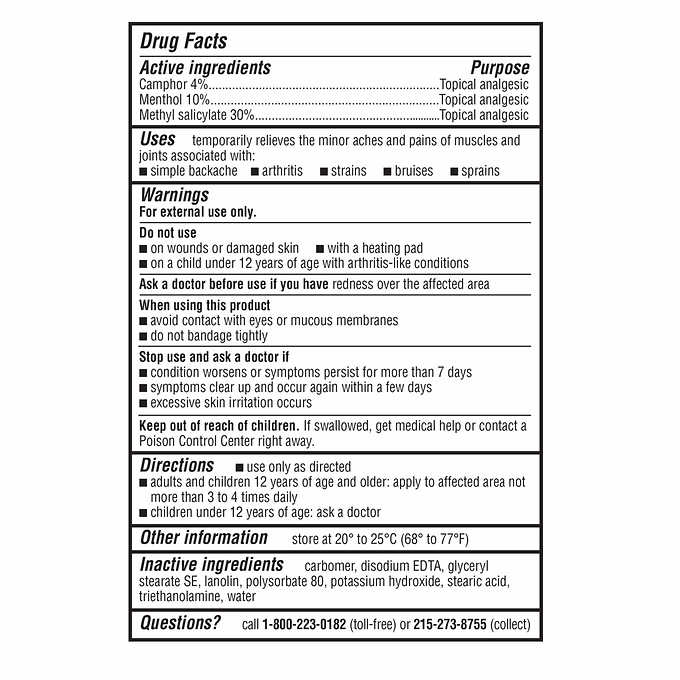 Drug Facts
Active ingredients Purpose
Camphor 4%......................................................................Topical analgesic
Menthol 10%.....................................................................Topical analgesic
Methyl salicylate 30%........................................................Topical analgesic
Uses temporarily relieves the minor aches and pains of muscles and
joints associated with:
■ simple backache ■ arthritis ■ strains ■ bruises ■ sprains
Warnings
For external use only.
Do not use
■ on wounds or damaged skin ■ with a heating pad
■ on a child under 12 years of age with arthritis-like conditions
Ask a doctor before use if you have redness over the affected area
When using this product
■ avoid contact with eyes or mucous membranes
■ do not bandage tightly
Stop use and ask a doctor if
■ condition worsens or symptoms persist for more than 7 days
■ symptoms clear up and occur again within a few days
■ excessive skin irritation occurs
Keep out of reach of children. If swallowed, get medical help or contact a
Poison Control Center right away.
Directions ■ use only as directed
■ adults and children 12 years of age and older: apply to affected area not
more than 3 to 4 times daily
■ children under 12 years of age: ask a doctor
Other information store at 20° to 25°C (68° to 77°F)
Inactive ingredients carbomer, disodium EDTA, glyceryl
stearate SE, lanolin, polysorbate 80, potassium hydroxide, stearic acid,
triethanolamine, water
Questions? call 1-800-223-0182 (toll-free) or 215-273-8755 (collect)